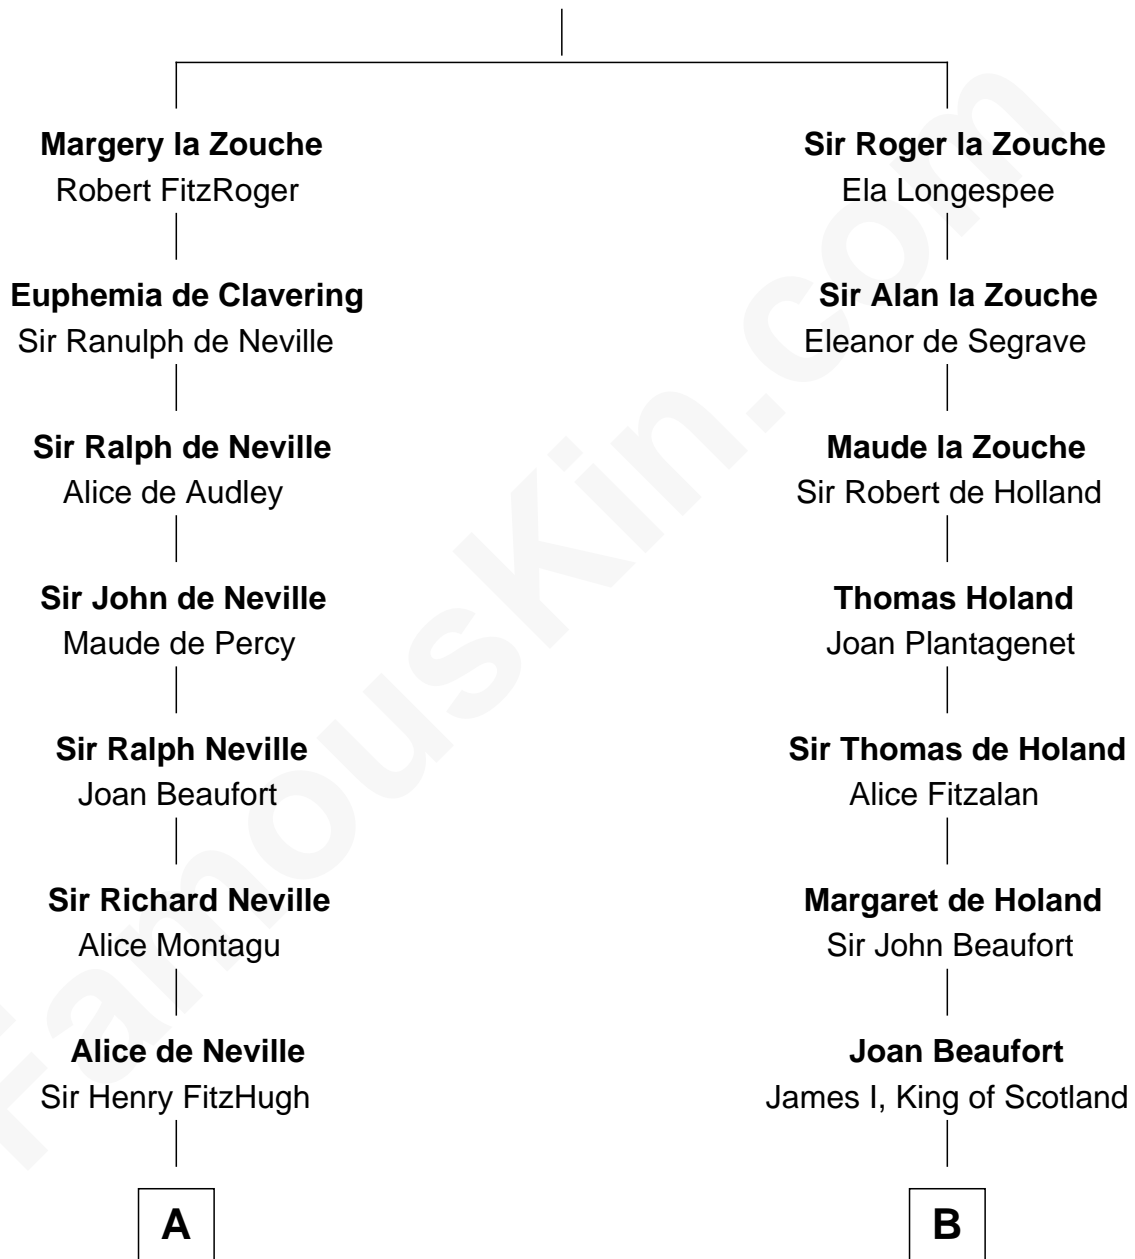 Margery la Zouche
Robert FitzRoger
Euphemia de Clavering
Sir Ranulph de Neville
Sir Ralph de Neville
Alice de Audley
Sir John de Neville
Maude de Percy
Sir Ralph Neville
Joan Beaufort
Sir Richard Neville
Alice Montagu
Alice de Neville
Sir Henry FitzHugh
A
Sir Roger la Zouche
Ela Longespee
Sir Alan la Zouche
Eleanor de Segrave
Maude la Zouche
Sir Robert de Holland
Thomas Holand
Joan Plantagenet
Sir Thomas de Holand
Alice Fitzalan
Margaret de Holand
Sir John Beaufort
Joan Beaufort
James I, King of Scotland
B
FamousKin.com